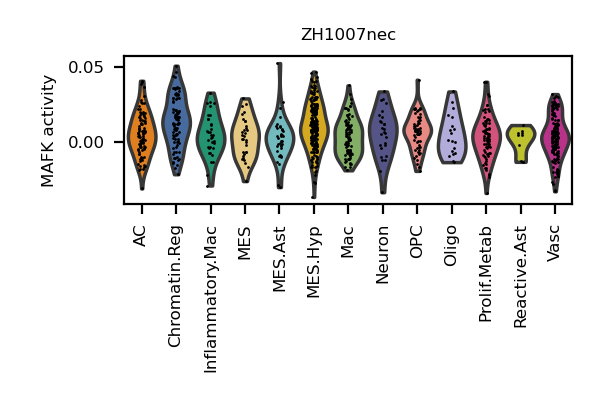 ZH1007nec
MAFK activity
0.05
0.00
AC
Chromatin.Reg
Inflammatory.Mac
MES
MES.Ast
MES.Hyp
Mac
Neuron
OPC
Oligo
Prolif.Metab
Reactive.Ast
Vasc